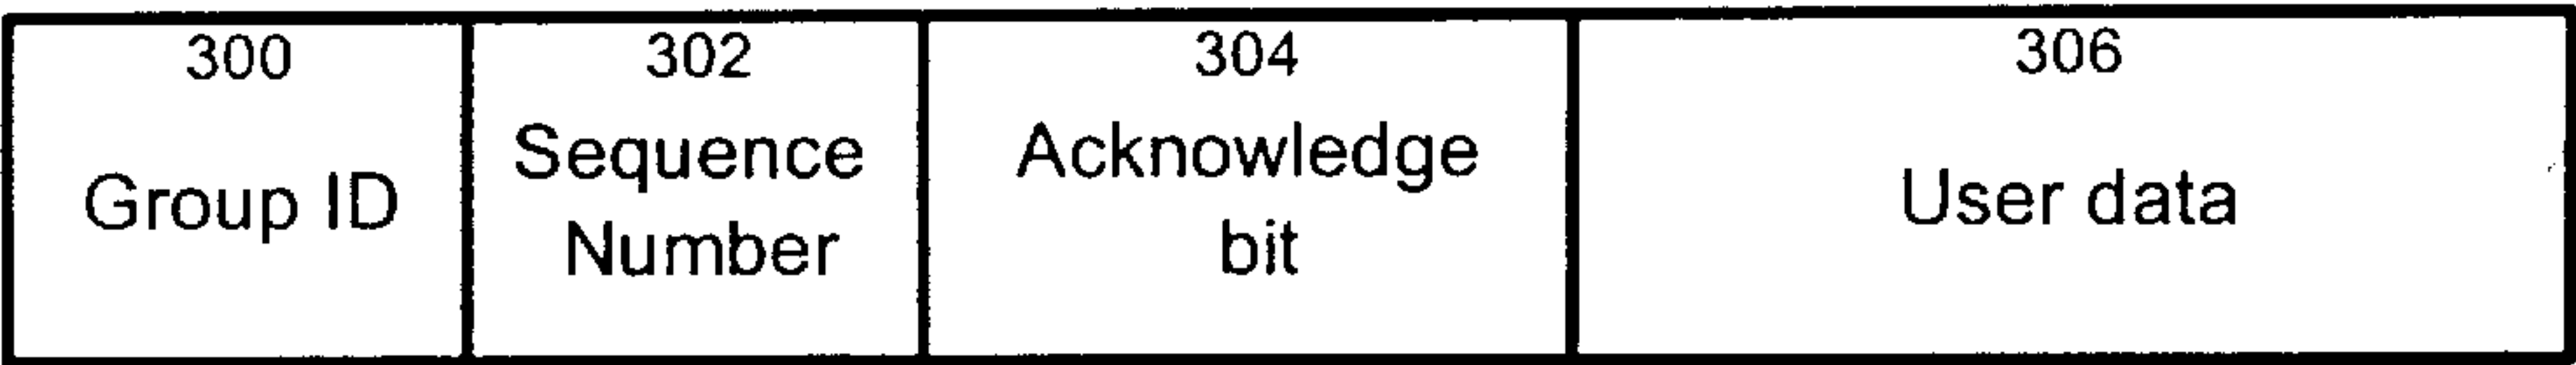 300
Group ID
302
Sequence
Number
304
Acknowledge
bit
306
User data